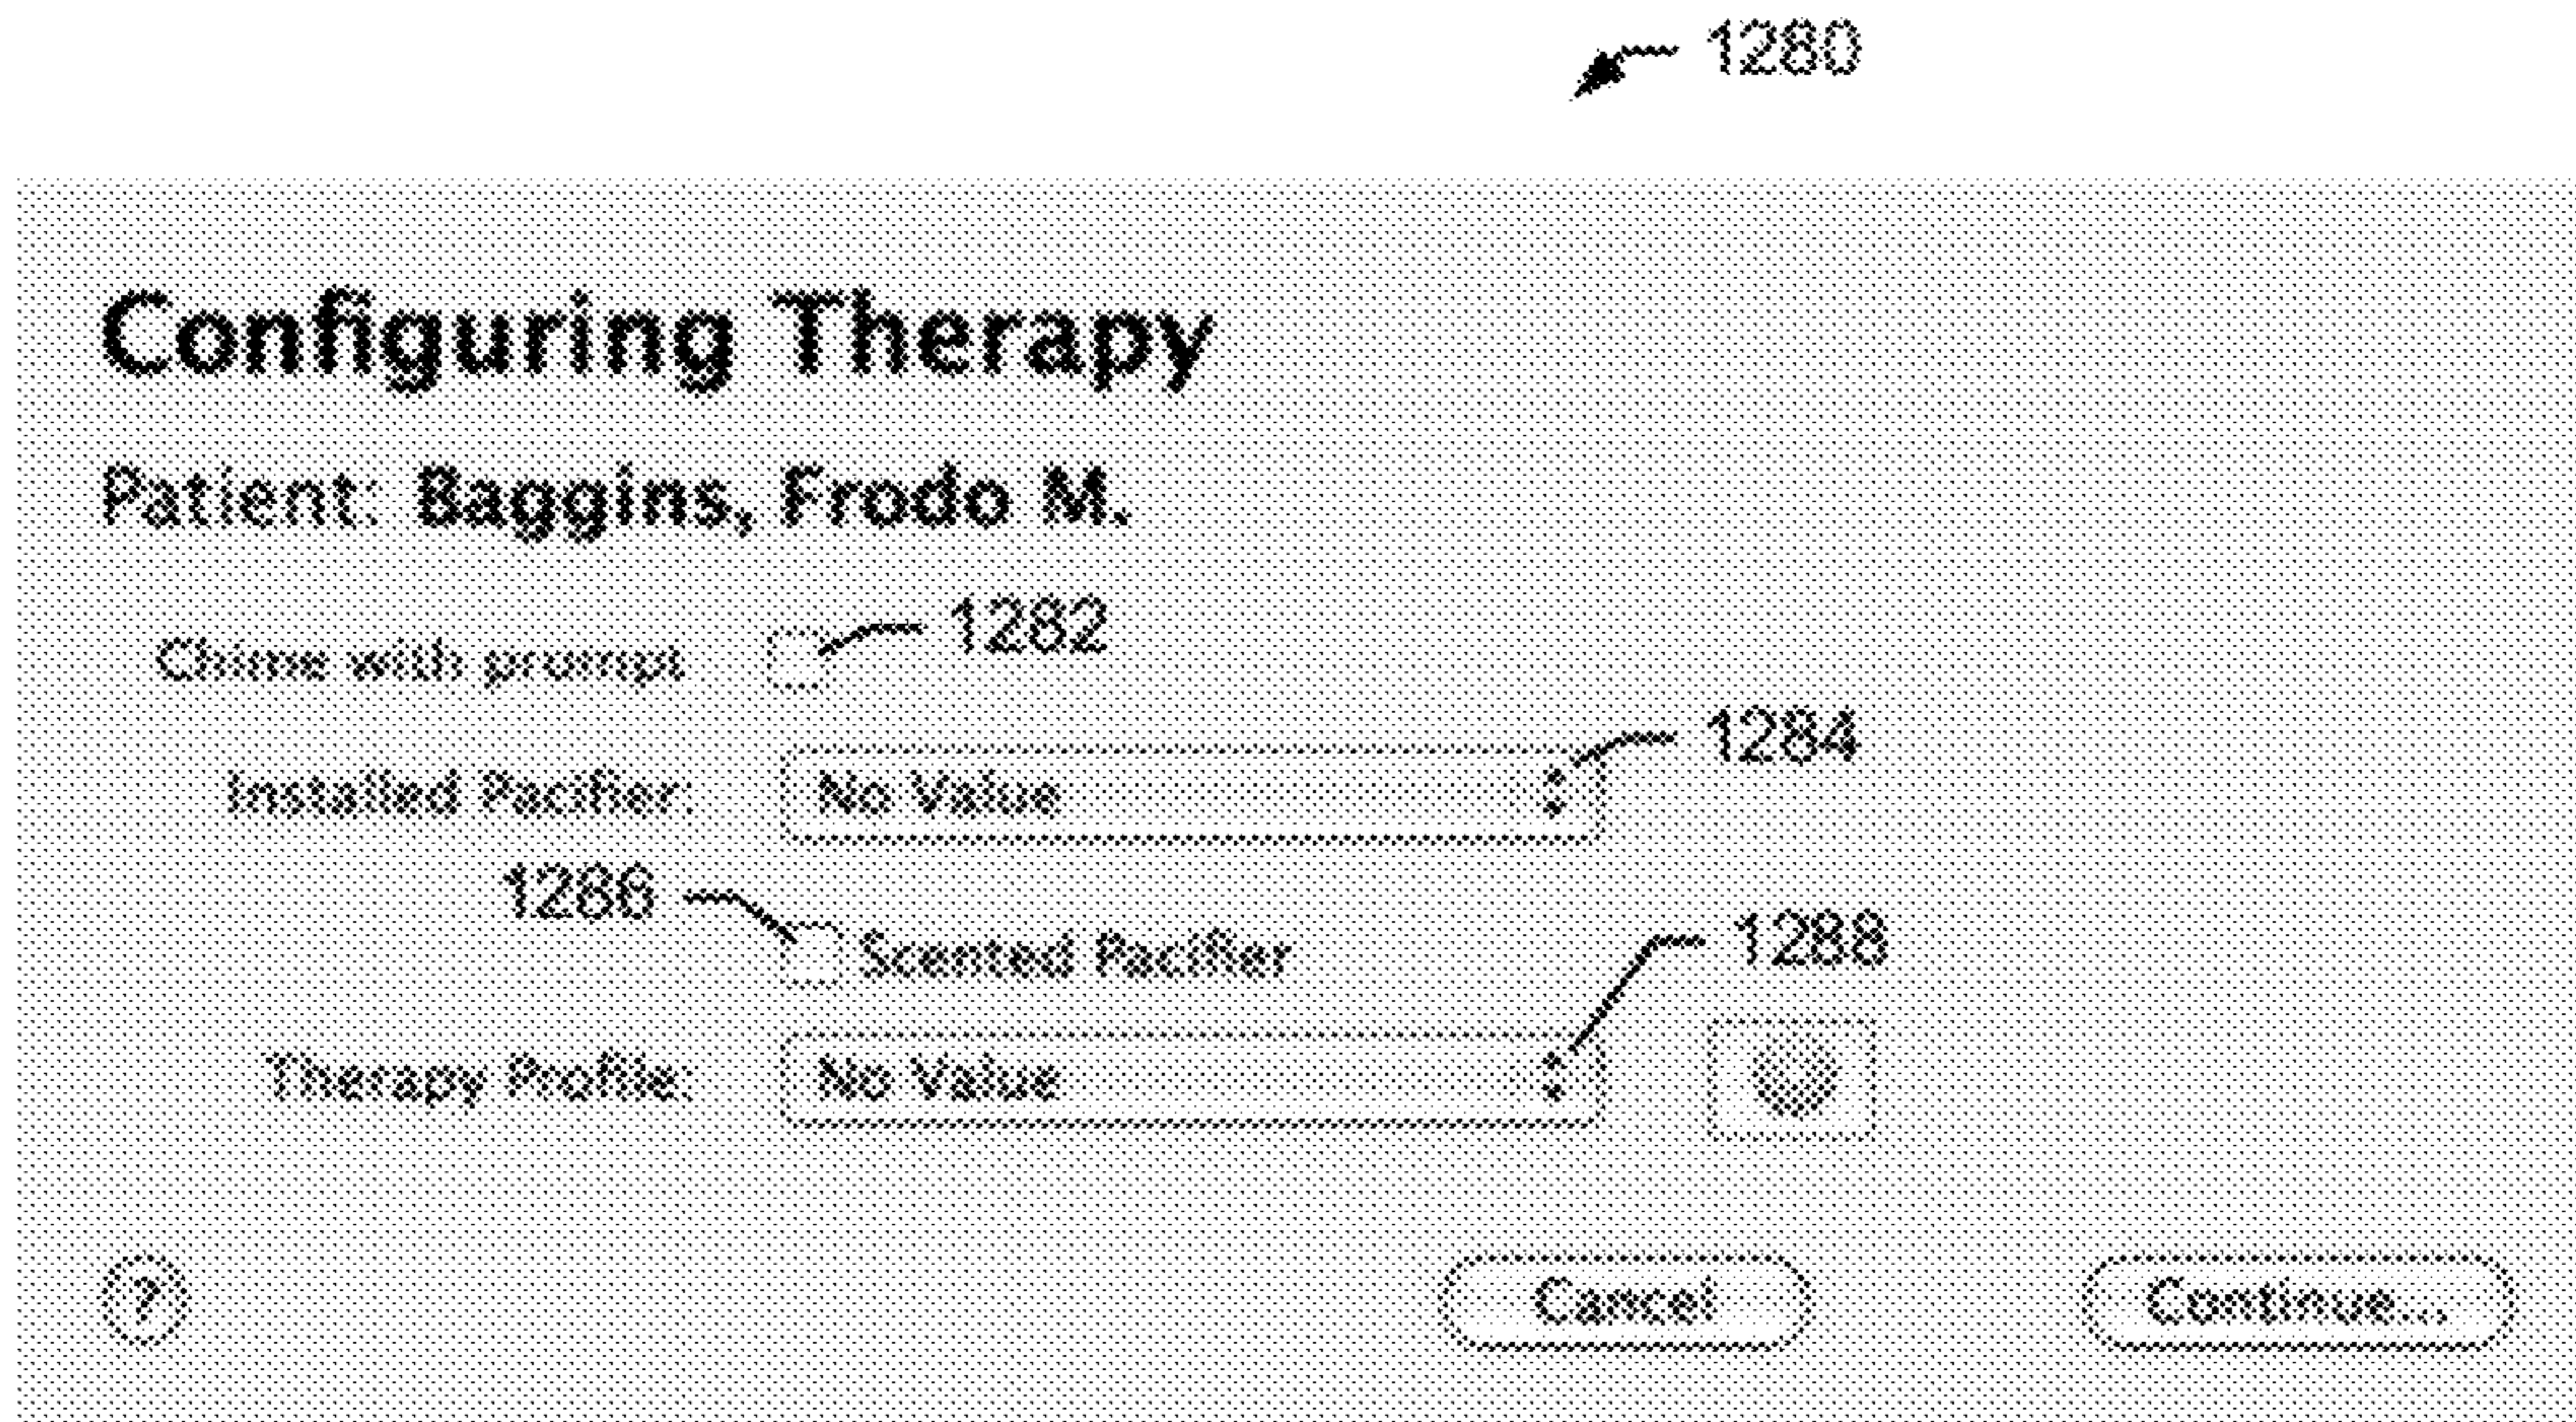 1280
Configuring Therapy
Patient: Baggins, Frodo M.
Chime with prompt 1282
1284
Installed Pacifier: No Value
1286
Scented Pacifier
1288
Therapy Profile: No Value
? Cancel Continue...